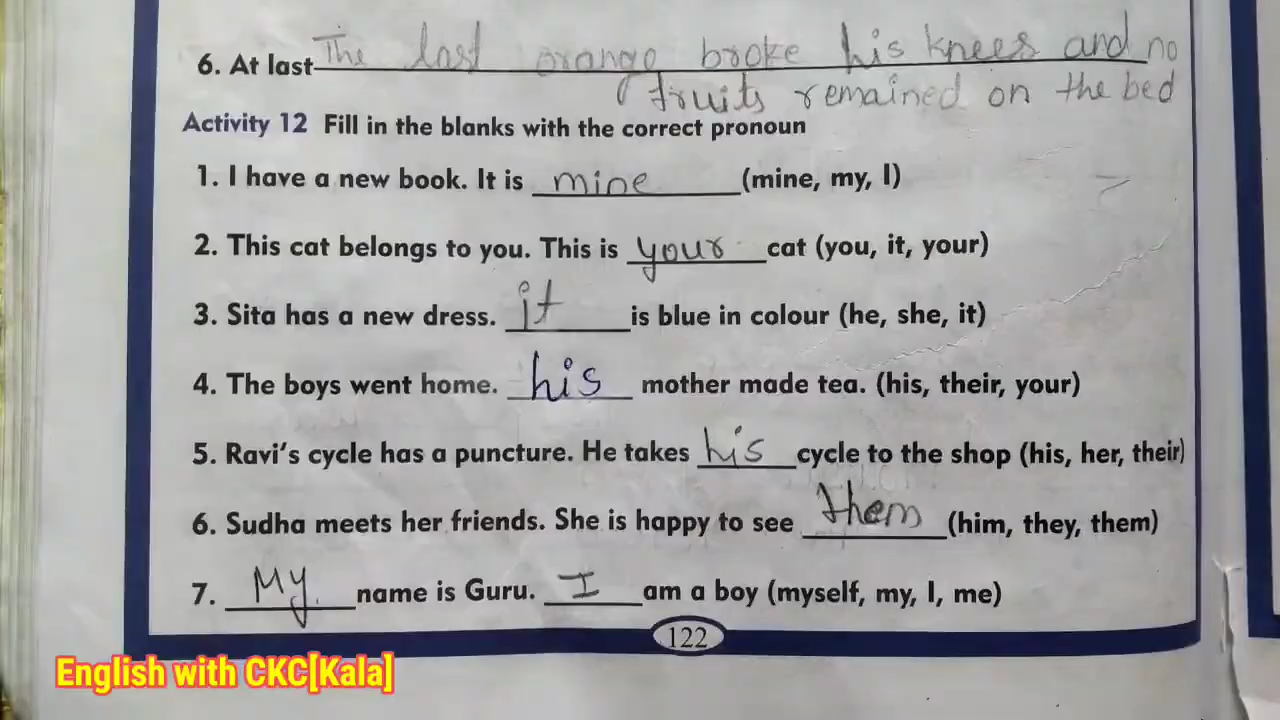 6. At last The last orange broke his knees and no
fruits remained on the bed
Activity 12 Fill in the blanks with the correct pronoun
1. I have a new book. It is mine (mine, my, I)
2. This cat belongs to you. This is your cat (you, it, your)
3. Sita has a new dress. it is blue in colour (he, she, it)
4. The boys went home. his mother made tea. (his, their, your)
5. Ravi's cycle has a puncture. He takes his cycle to the shop (his, her, their)
6. Sudha meets her friends. She is happy to see them (him, they, them)
7. My name is Guru. I am a boy (myself, my, I, me)
122
English with CKC[Kala]